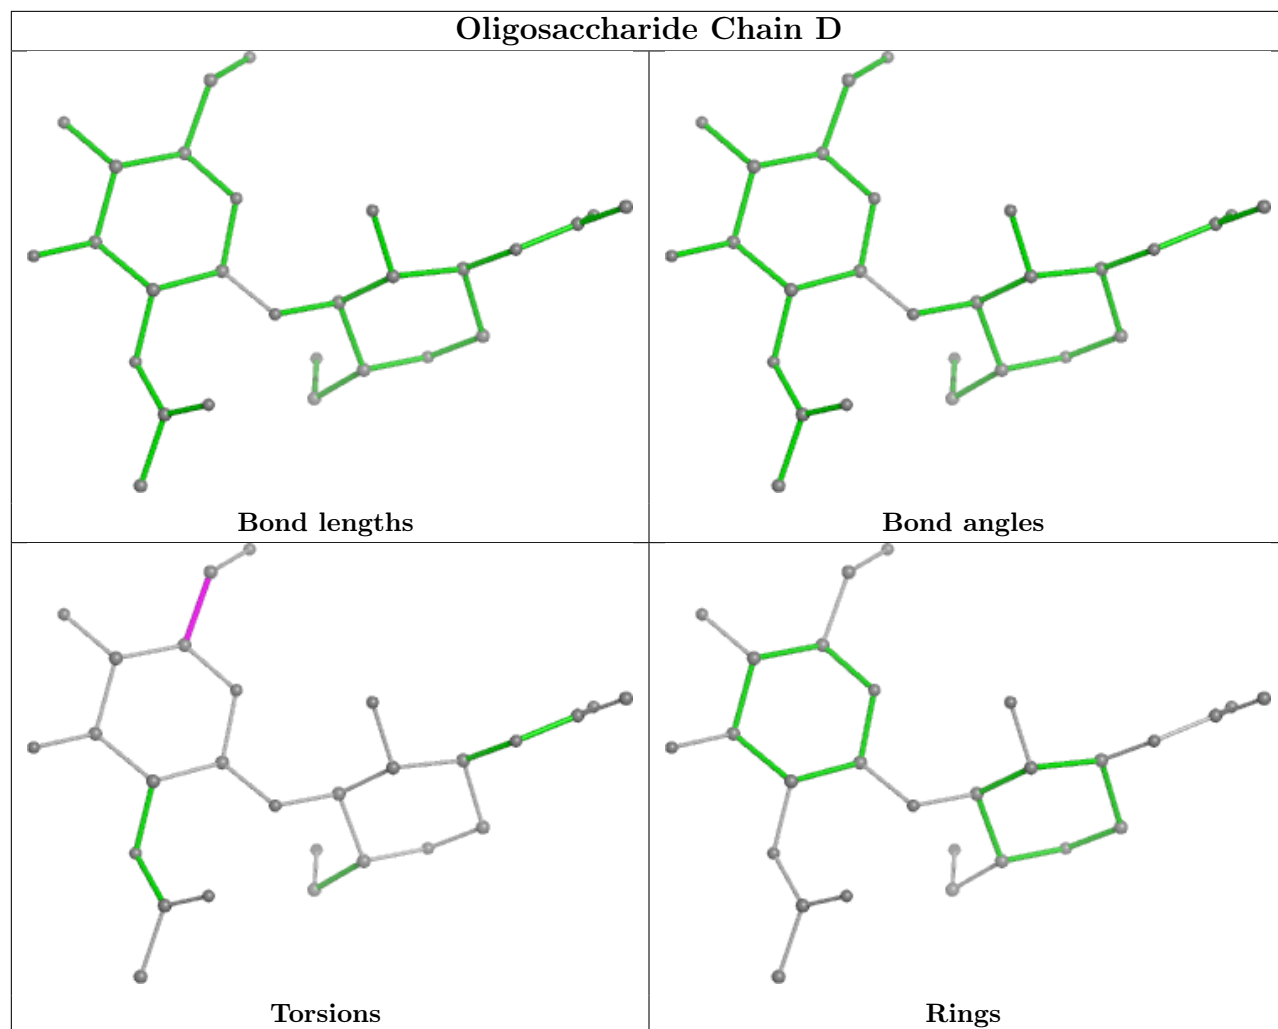 Oligosaccharide Chain D
Bond lengths
Bond angles
Torsions
Rings